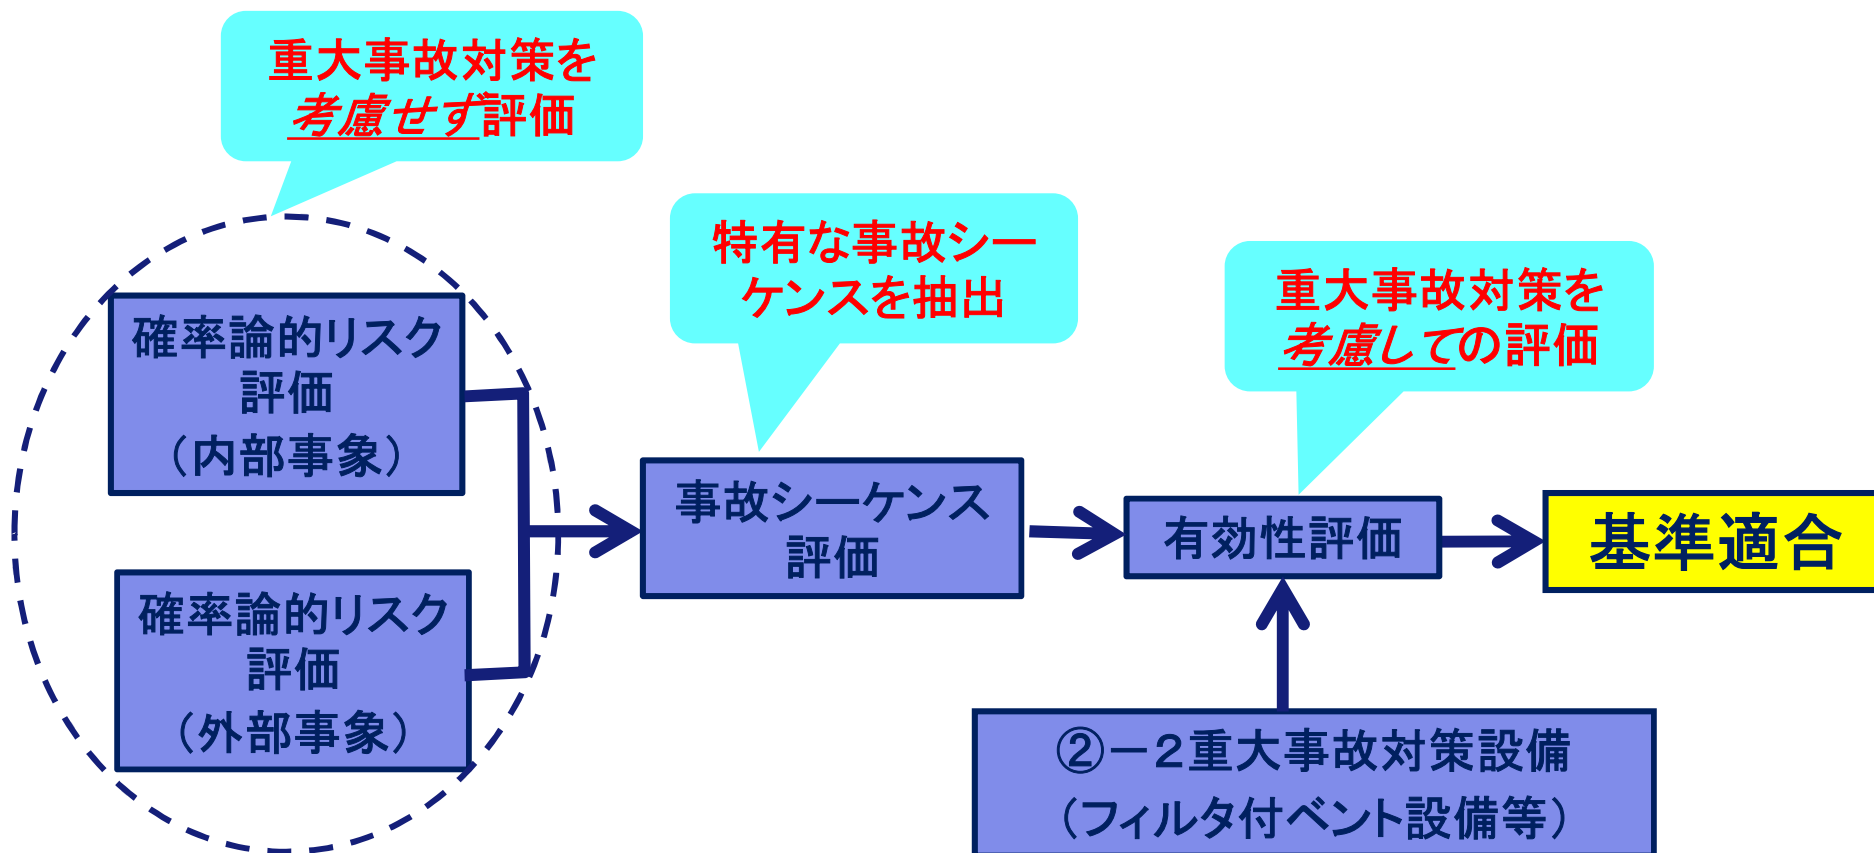 重大事故対策を
考慮せず評価
特有な事故シー
ケンスを抽出
重大事故対策を
考慮しての評価
確率論的リスク
評価
（内部事象）
事故シーケンス
評価
有効性評価
基準適合
確率論的リスク
評価
（外部事象）
②－２重大事故対策設備
（フィルタ付ベント設備等）